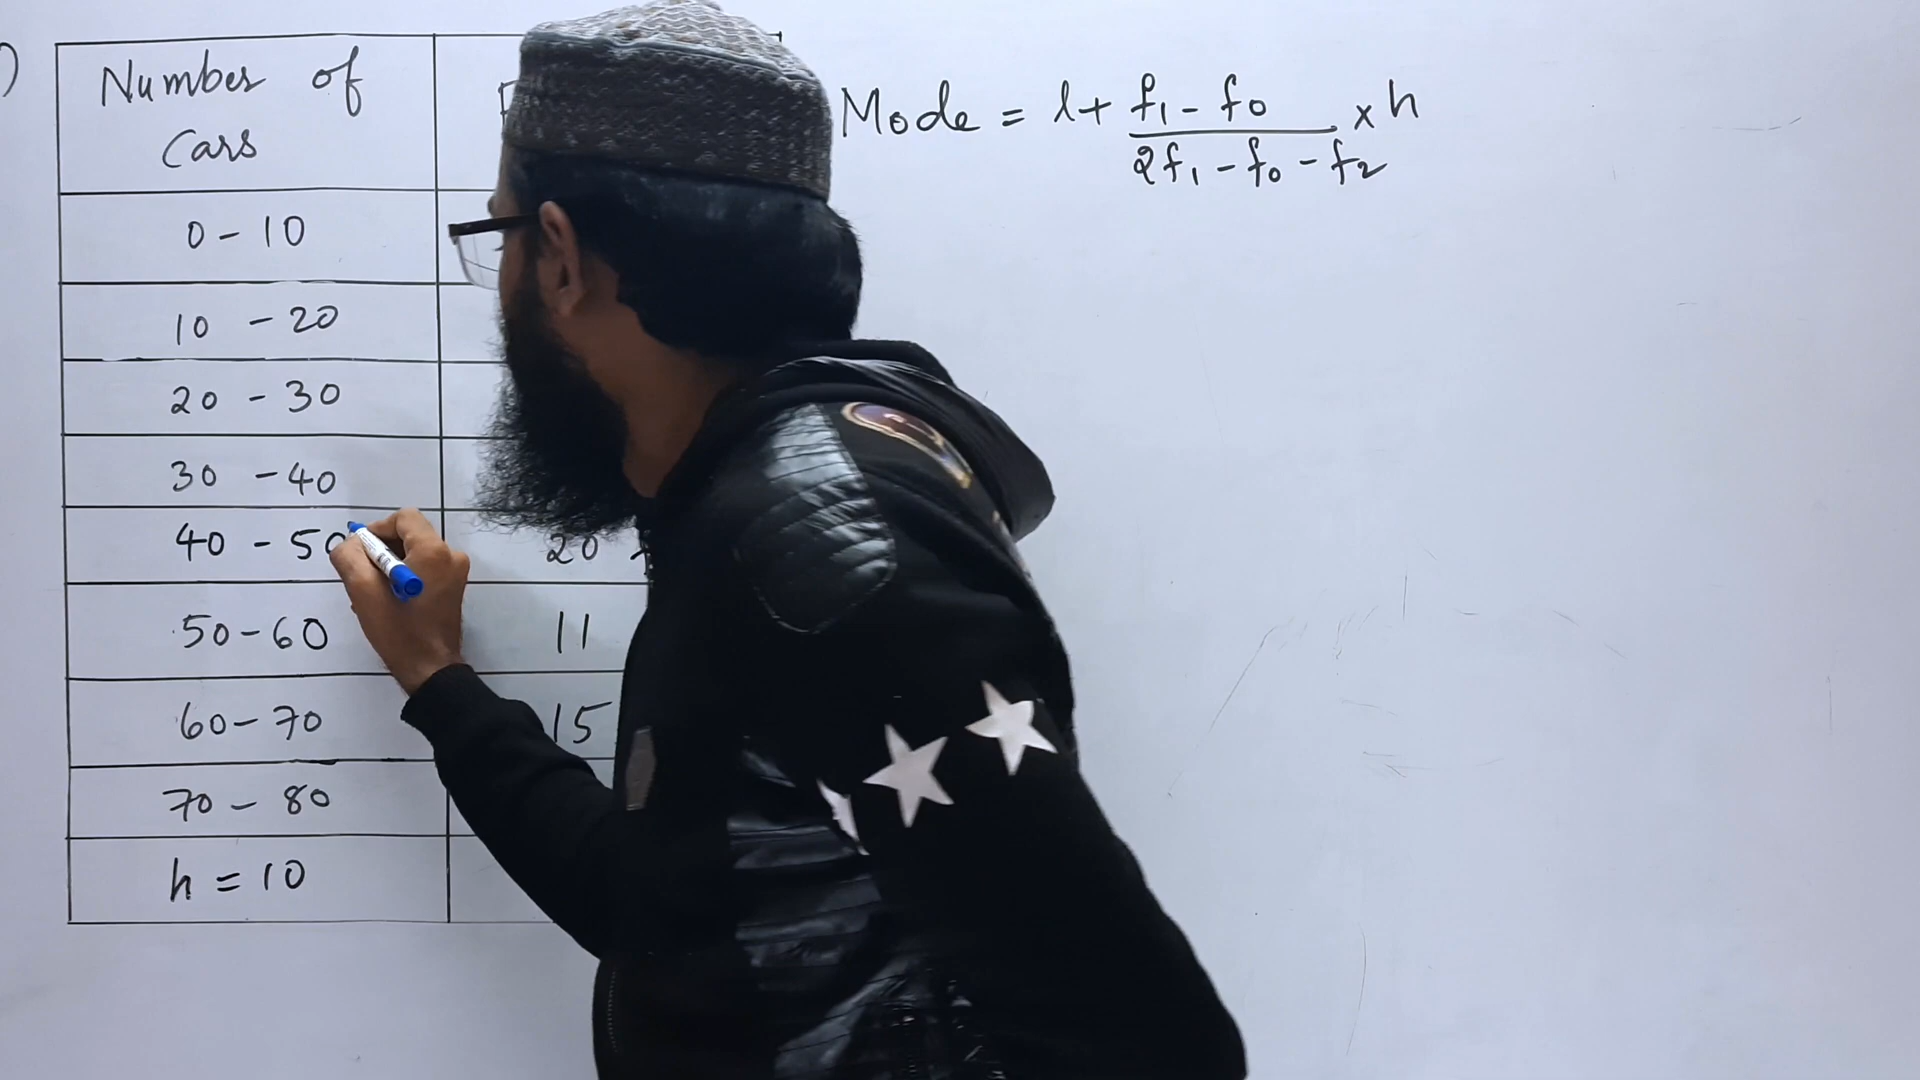 Number of
Cars
Mode = l + f₁ - f₀ / 2f₁ - f₀ - f₂ × h
0 - 10
10 - 20
20 - 30
30 - 40
40 - 50 20
50 - 60 11
60 - 70 15
70 - 80
h = 10